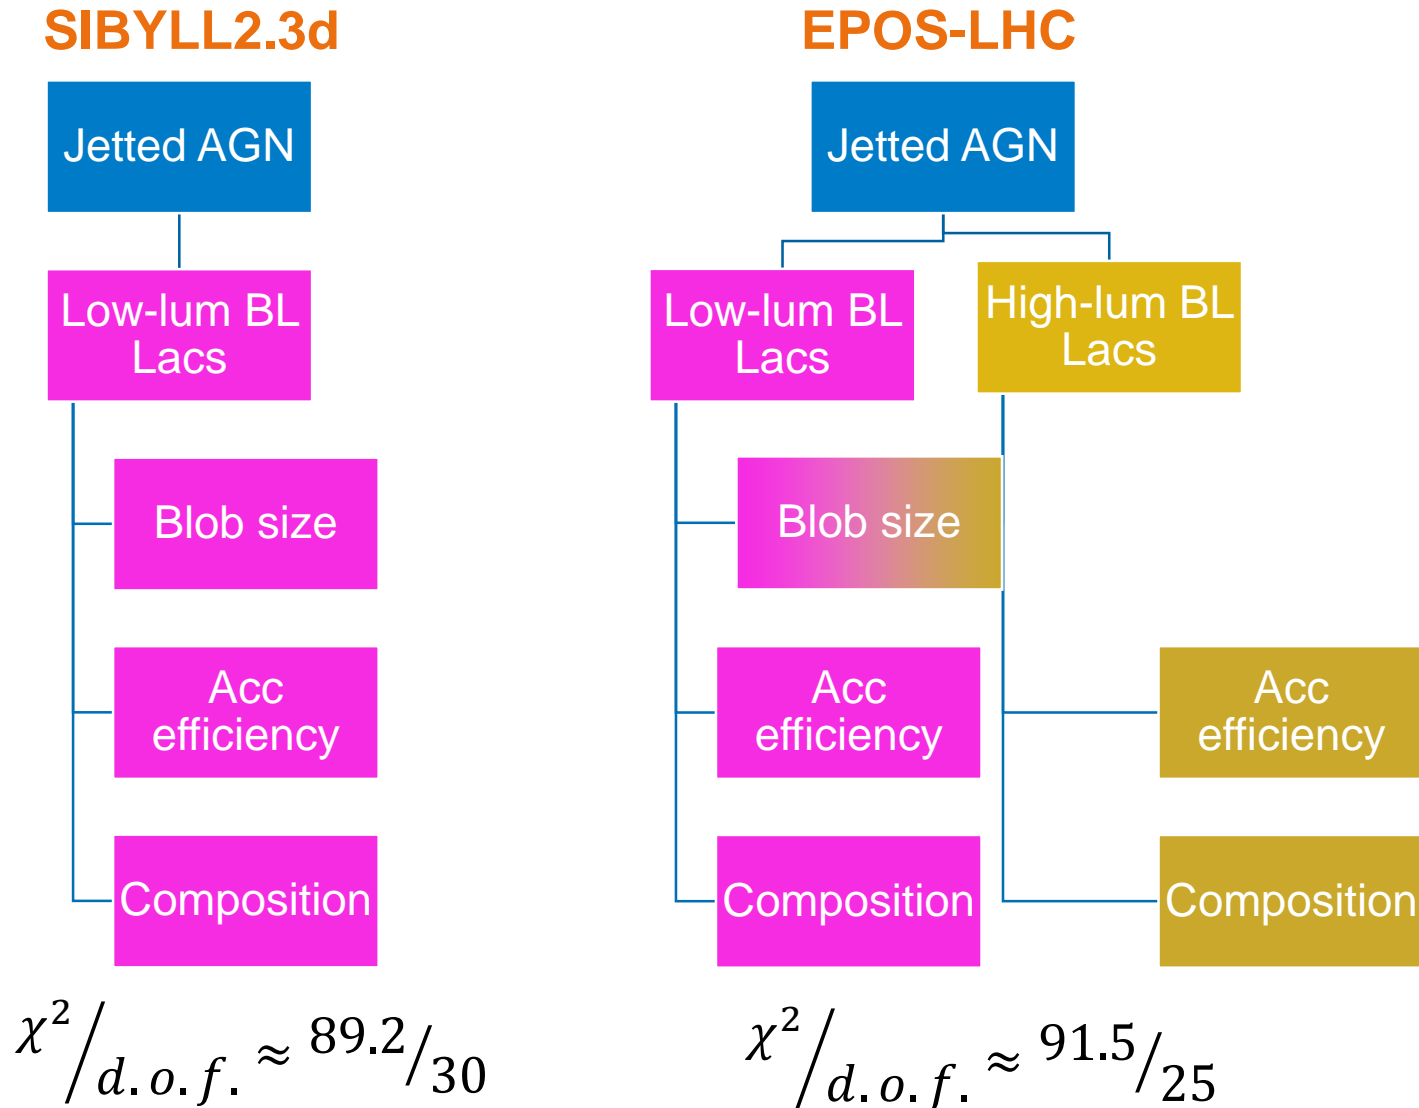 SIBYLL2.3d
Jetted AGN
Low-lum BL
Lacs
Blob size
Acc
efficiency
Composition
χ²/d.o.f. ≈ 89.2/30
EPOS-LHC
Jetted AGN
Low-lum BL
Lacs
High-lum BL
Lacs
Blob size
Acc
efficiency
Acc
efficiency
Composition
Composition
χ²/d.o.f. ≈ 91.5/25